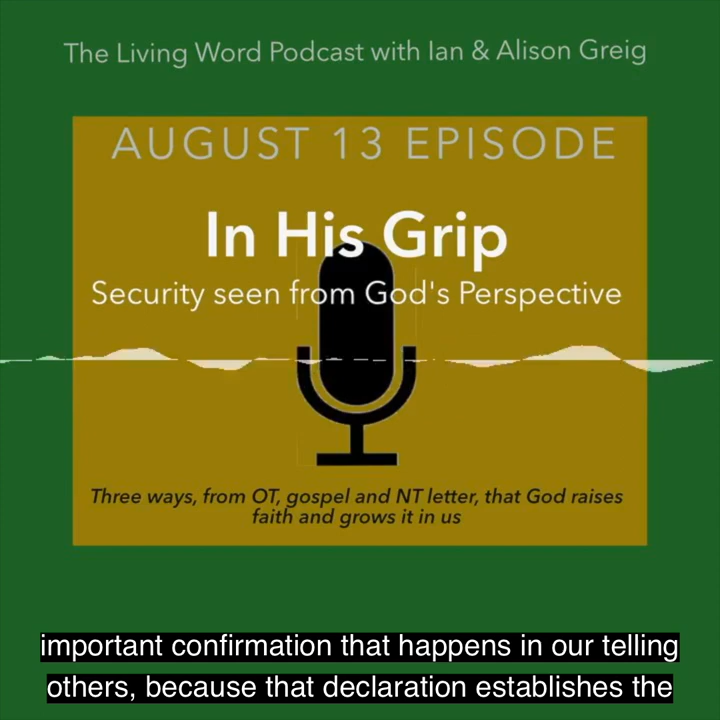 The Living Word Podcast with Ian & Alison Greig
AUGUST 13 EPISODE
In His Grip
Security seen from God's Perspective
Three ways, from OT, gospel and NT letter, that God raises
faith and grows it in us
important confirmation that happens in our telling
others, because that declaration establishes the